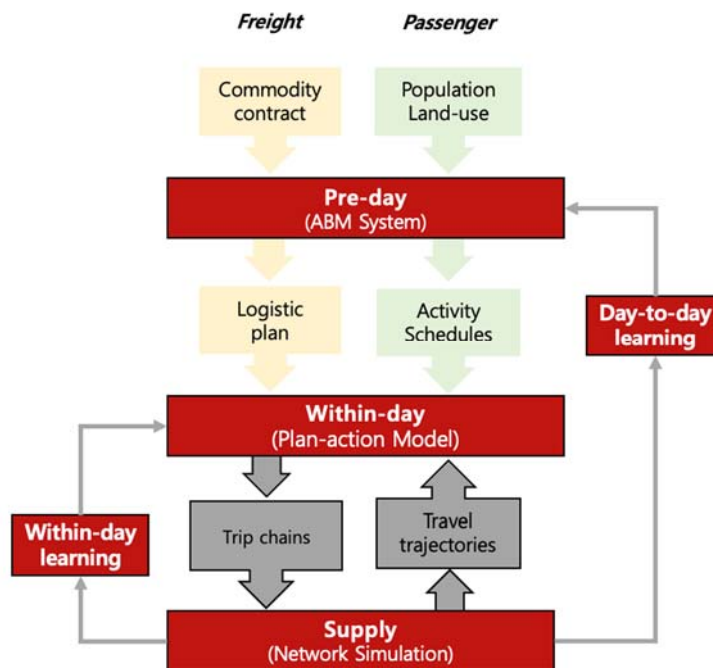 Freight
Passenger
Commodity
contract
Population
Land-use
Pre-day
(ABM System)
Logistic
plan
Activity
Schedules
Day-to-day
learning
Within-day
(Plan-action Model)
Within-day
learning
Trip chains
Travel
trajectories
Supply
(Network Simulation)